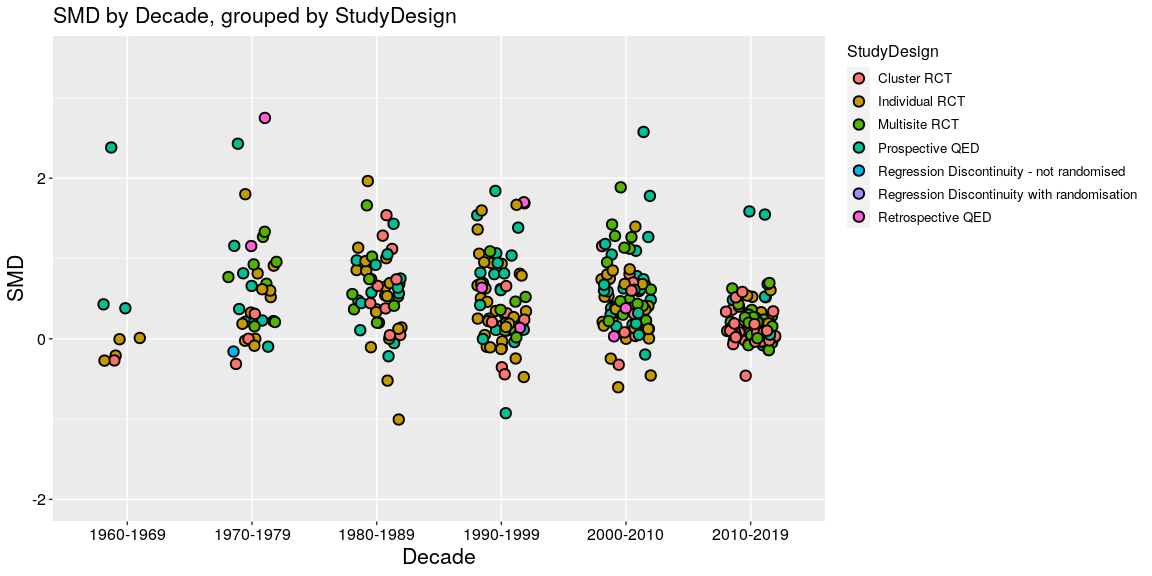 SMD by Decade, grouped by StudyDesign
StudyDesign
Cluster RCT
Individual RCT
Multisite RCT
Prospective QED
Regression Discontinuity - not randomised
Regression Discontinuity with randomisation
Retrospective QED
SMD
2
0
-2
1960-1969
1970-1979
1980-1989
1990-1999
2000-2010
2010-2019
Decade